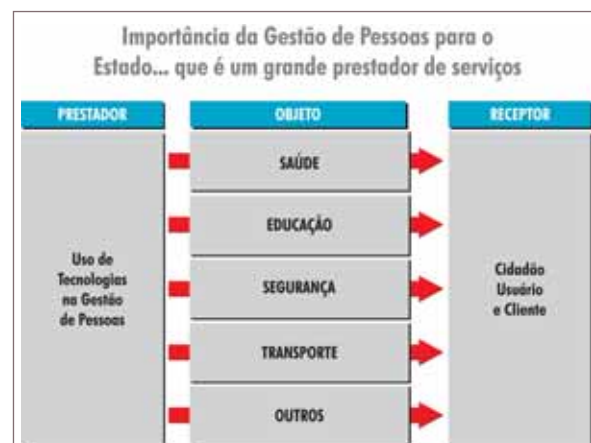 Importância da Gestão de Pessoas para o
Estado... que é um grande prestador de serviços
PRESTADOR
OBJETO
RECEPTOR
Uso de
Tecnologias
na Gestão
de Pessoas
SAÚDE
EDUCAÇÃO
SEGURANÇA
TRANSPORTE
OUTROS
Cidadão
Usuário
e Cliente